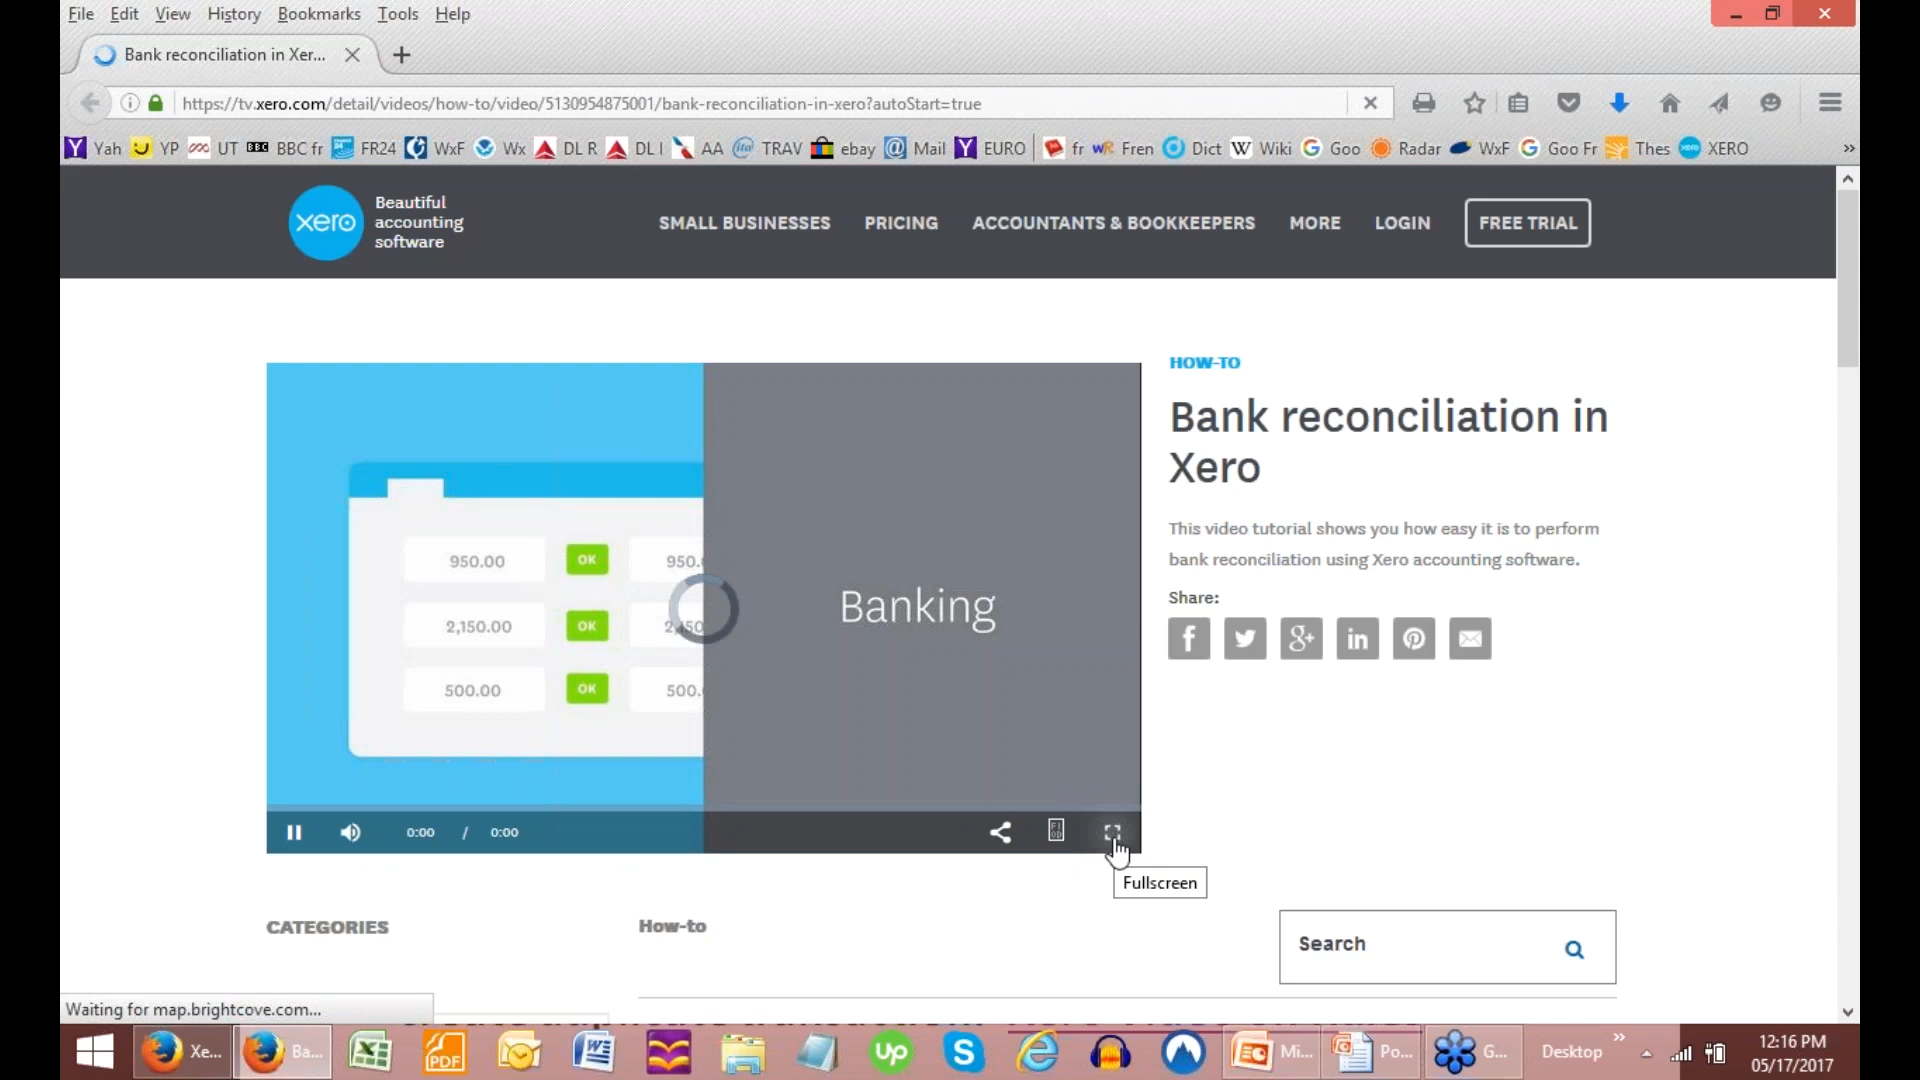 File Edit View History Bookmarks Tools Help
Bank reconciliation in Xer...
https://tv.xero.com/detail/videos/how-to/video/5130954875001/bank-reconciliation-in-xero?autoStart=true
Yah YP UT BBC BBC fr FR24 WxF Wx DL R DL I AA TRAV ebay Mail EURO fr wR Fren Dict W Wiki Goo Radar WxF Goo Fr Thes XERO
xero
Beautiful
accounting
software
SMALL BUSINESSES PRICING ACCOUNTANTS & BOOKKEEPERS MORE LOGIN FREE TRIAL
HOW-TO
Bank reconciliation in
Xero
This video tutorial shows you how easy it is to perform
bank reconciliation using Xero accounting software.
Share:
950.00 OK 950.
2,150.00 OK
500.00 OK 500.
Banking
0:00 / 0:00
Fullscreen
CATEGORIES
How-to
Search
Waiting for map.brightcove.com...
Xe... Ba... PDF Up S Mi... Po... G... Desktop
12:16 PM
05/17/2017